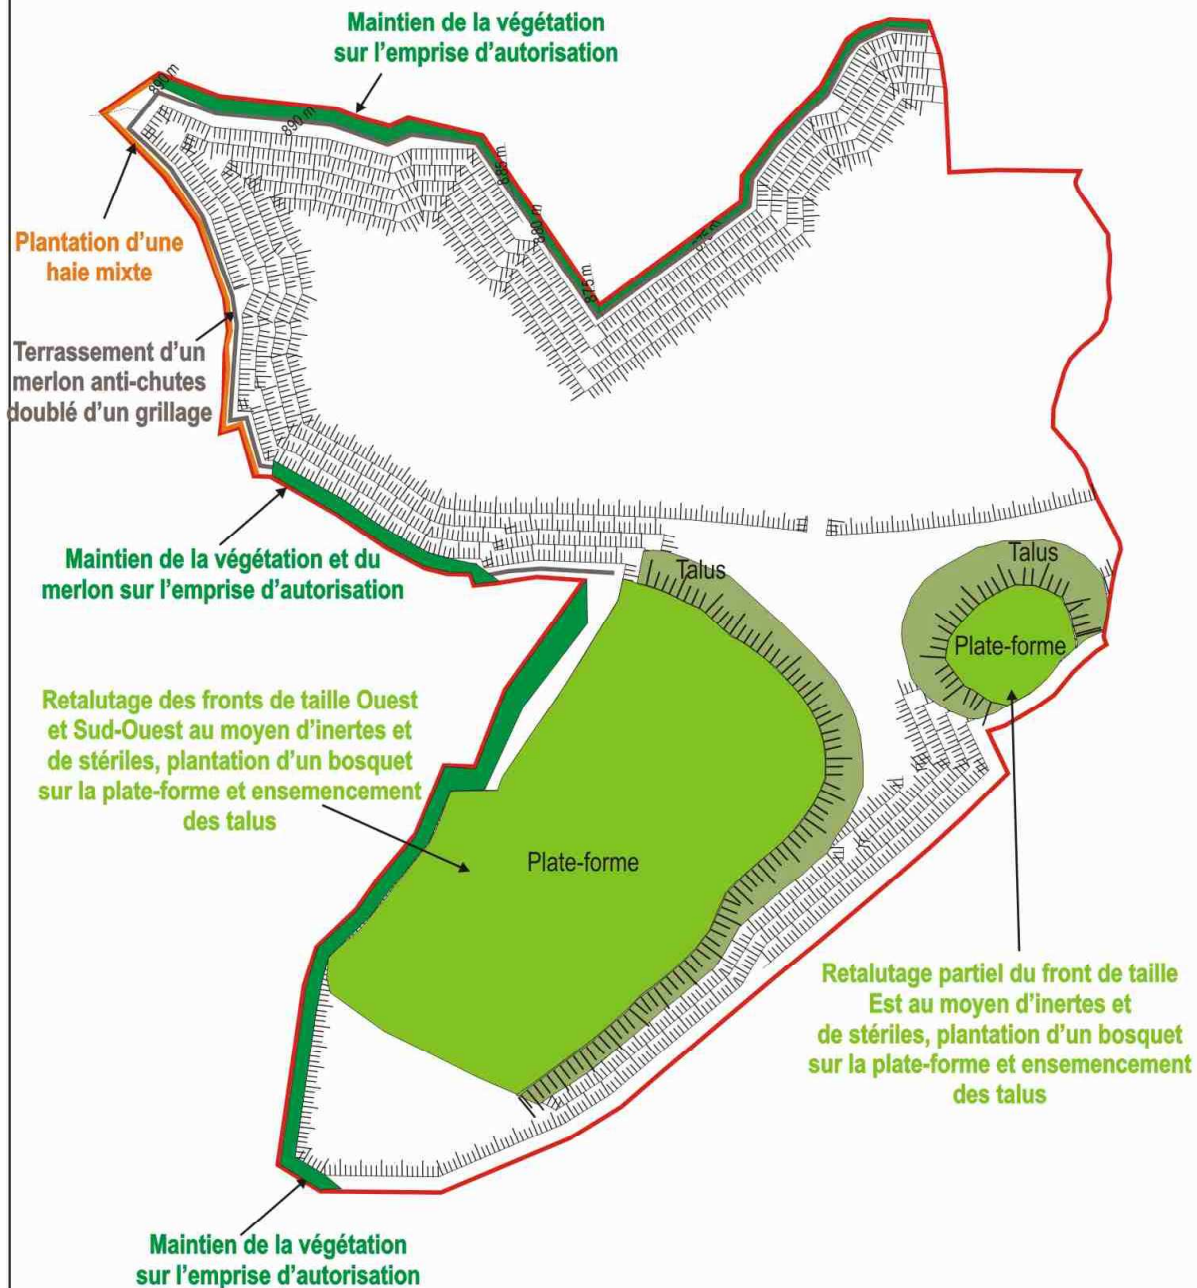 Maintien de la végétation
sur l'emprise d'autorisation
890 m
890 m
885 m
880 m
875 m
875 m
Plantation d'une
haie mixte
Terrassement d'un
merlon anti-chutes
doublé d'un grillage
Maintien de la végétation et du
merlon sur l'emprise d'autorisation
Talus
Talus
Plate-forme
Retalutage des fronts de taille Ouest
et Sud-Ouest au moyen d'inertes et
de stériles, plantation d'un bosquet
sur la plate-forme et ensemencement
des talus
Plate-forme
Retalutage partiel du front de taille
Est au moyen d'inertes et
de stériles, plantation d'un bosquet
sur la plate-forme et ensemencement
des talus
Maintien de la végétation
sur l'emprise d'autorisation